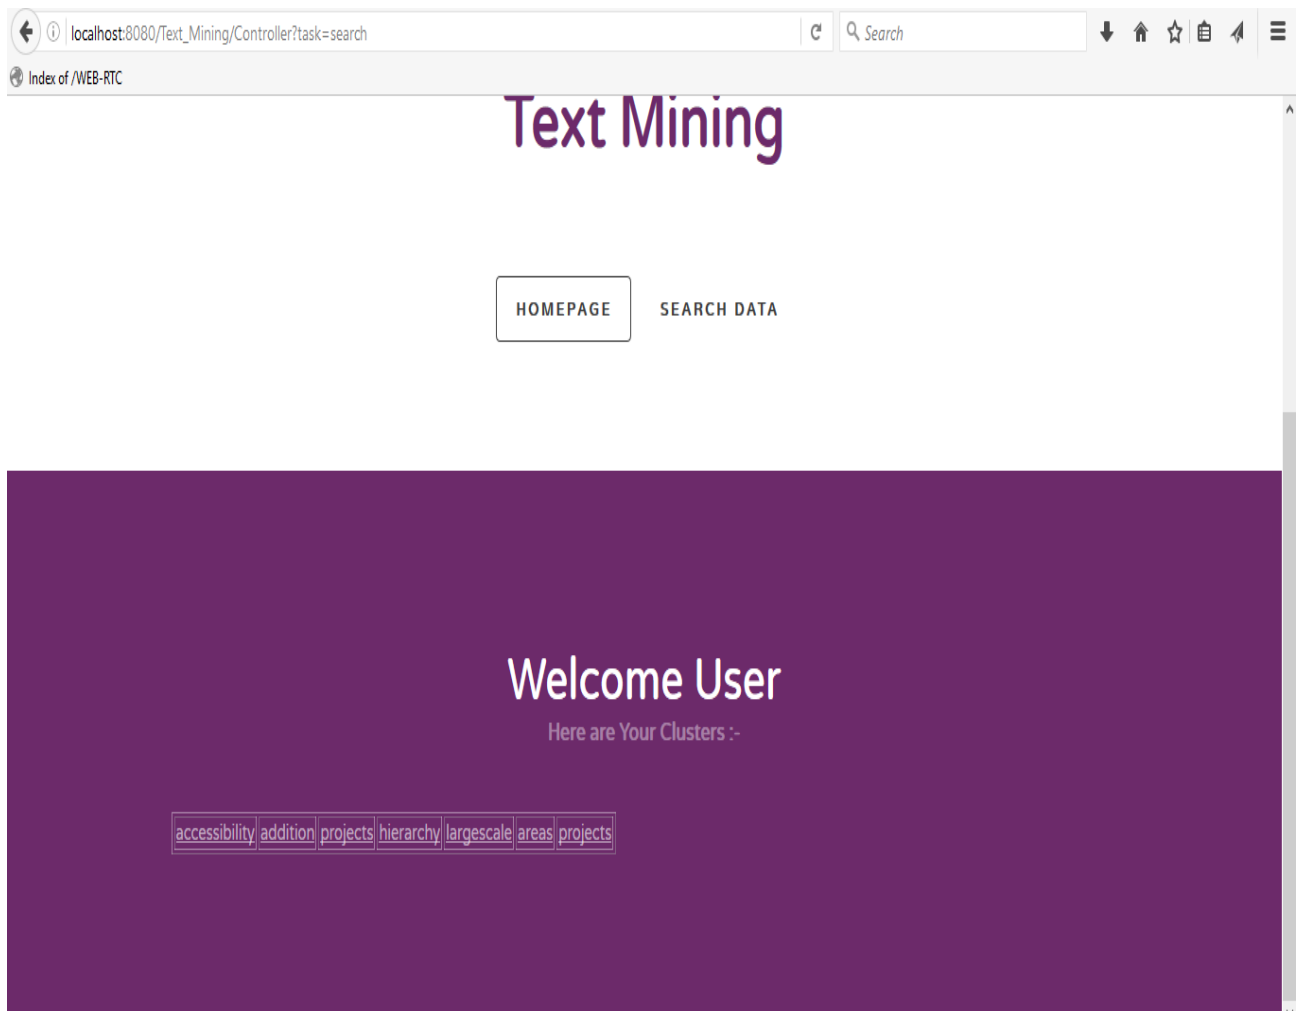 localhost:8080/Text_Mining/Controller?task=search Search
Index of /WEB-RTC
Text Mining
HOMEPAGE SEARCH DATA
Welcome User
Here are Your Clusters :-
accessibility addition projects hierarchy largescale areas projects